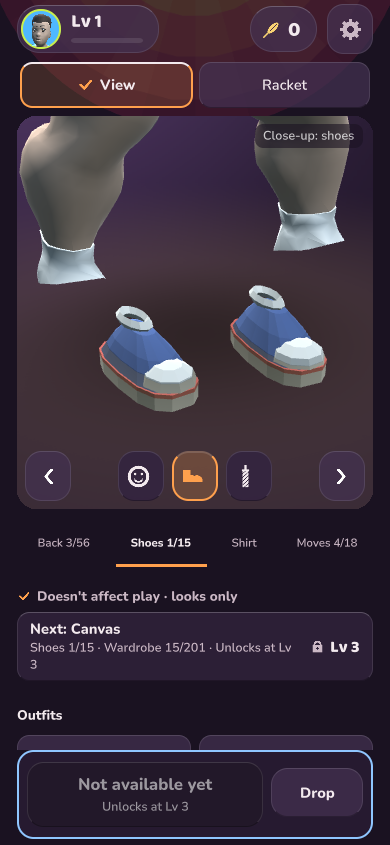 Lv 1
0
View
Racket
Close-up: shoes
Back 3/56
Shoes 1/15
Shirt
Moves 4/18
Doesn't affect play · looks only
Next: Canvas
Shoes 1/15 · Wardrobe 15/201 · Unlocks at Lv
3
Lv 3
Outfits
Not available yet
Unlocks at Lv 3
Drop